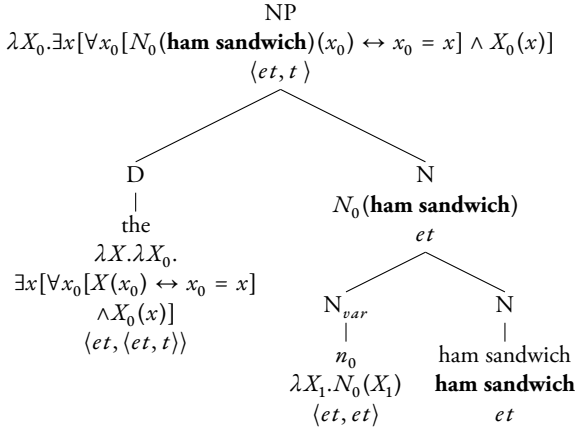 NP
λX₀.∃x[∀x₀[N₀(ham sandwich)(x₀) ↔ x₀ = x] ∧ X₀(x)]
⟨et, t⟩
D
the
λX.λX₀.
∃x[∀x₀[X(x₀) ↔ x₀ = x]
∧X₀(x)]
⟨et, ⟨et, t⟩⟩
N
N₀(ham sandwich)
et
N_var
n₀
λX₁.N₀(X₁)
⟨et, et⟩
N
ham sandwich
ham sandwich
et